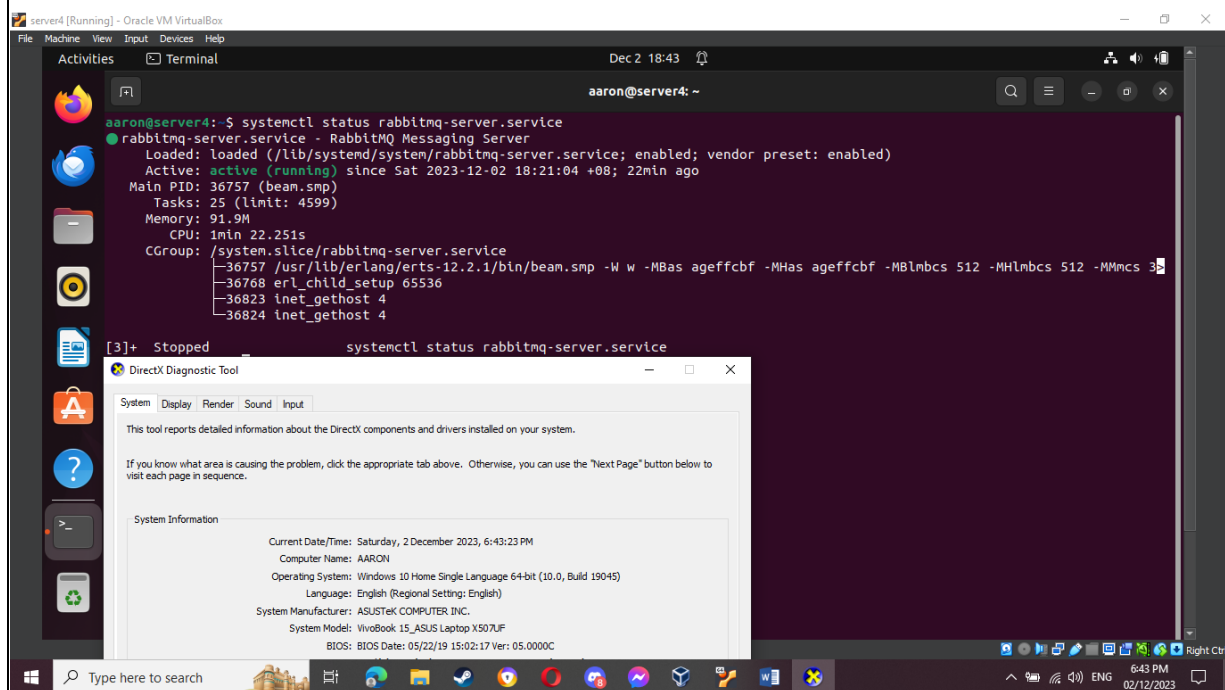 server4 [Running] - Oracle VM VirtualBox
File Machine View Input Devices Help
Activities Terminal Dec 2 18:43
aaron@server4: ~
aaron@server4:~$ systemctl status rabbitmq-server.service
rabbitmq-server.service - RabbitMQ Messaging Server
Loaded: loaded (/lib/systemd/system/rabbitmq-server.service; enabled; vendor preset: enabled)
Active: active (running) since Sat 2023-12-02 18:21:04 +08; 22min ago
Main PID: 36757 (beam.smp)
Tasks: 25 (limit: 4599)
Memory: 91.9M
CPU: 1min 22.251s
CGroup: /system.slice/rabbitmq-server.service
├─36757 /usr/lib/erlang/erts-12.2.1/bin/beam.smp -W w -MBas ageffcbf -MHas ageffcbf -MBlmbcs 512 -MHlmbcs 512 -MMmcs 3>
├─36768 erl_child_setup 65536
├─36823 inet_gethost 4
└─36824 inet_gethost 4
[3]+ Stopped systemctl status rabbitmq-server.service
DirectX Diagnostic Tool
System Display Render Sound Input
This tool reports detailed information about the DirectX components and drivers installed on your system.
If you know what area is causing the problem, click the appropriate tab above. Otherwise, you can use the "Next Page" button below to
visit each page in sequence.
System Information
Current Date/Time: Saturday, 2 December 2023, 6:43:23 PM
Computer Name: AARON
Operating System: Windows 10 Home Single Language 64-bit (10.0, Build 19045)
Language: English (Regional Setting: English)
System Manufacturer: ASUSTeK COMPUTER INC.
System Model: VivoBook 15_ASUS Laptop X507UF
BIOS: BIOS Date: 05/22/19 15:02:17 Ver: 05.0000C
Right Ctr
Type here to search
ENG
6:43 PM
02/12/2023